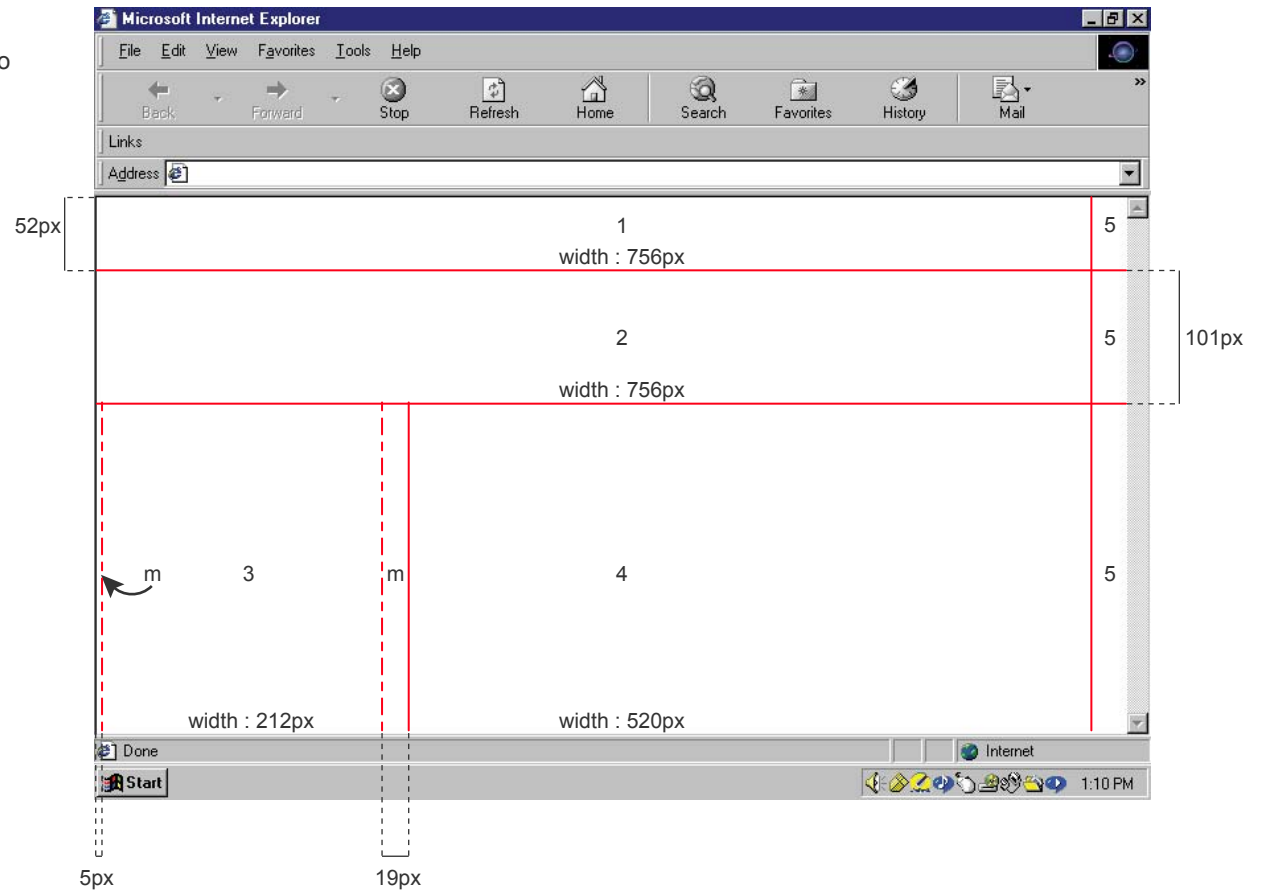 Microsoft Internet Explorer
o
File Edit View Favorites Tools Help
Back Forward Stop Refresh Home Search Favorites History Mail »
Links
Address
52px 1 5
width : 756px
2 5 101px
width : 756px
m 3 m 4 5
width : 212px width : 520px
Done Internet
Start 1:10 PM
5px 19px